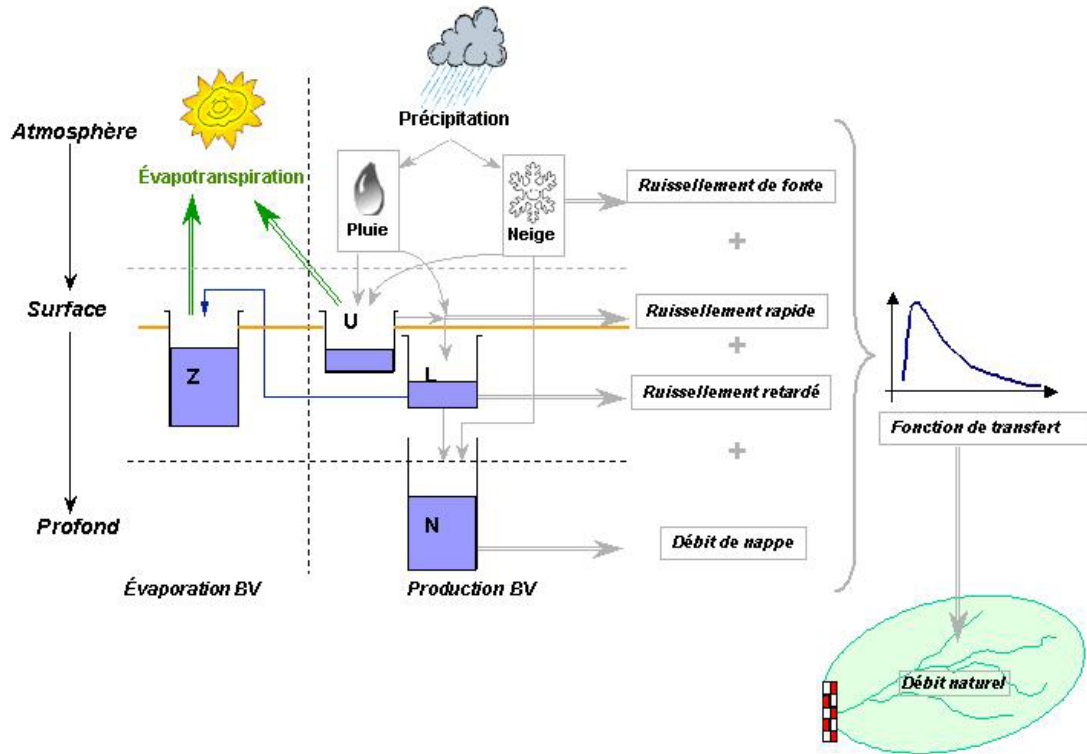 Précipitation
Atmosphère
Évapotranspiration
Pluie
Neige
Ruissellement de fonte
+
Surface
U
Ruissellement rapide
+
Z
L
Ruissellement retardé
Fonction de transfert
+
Profond
N
Débit de nappe
Évaporation BV
Production BV
Débit naturel